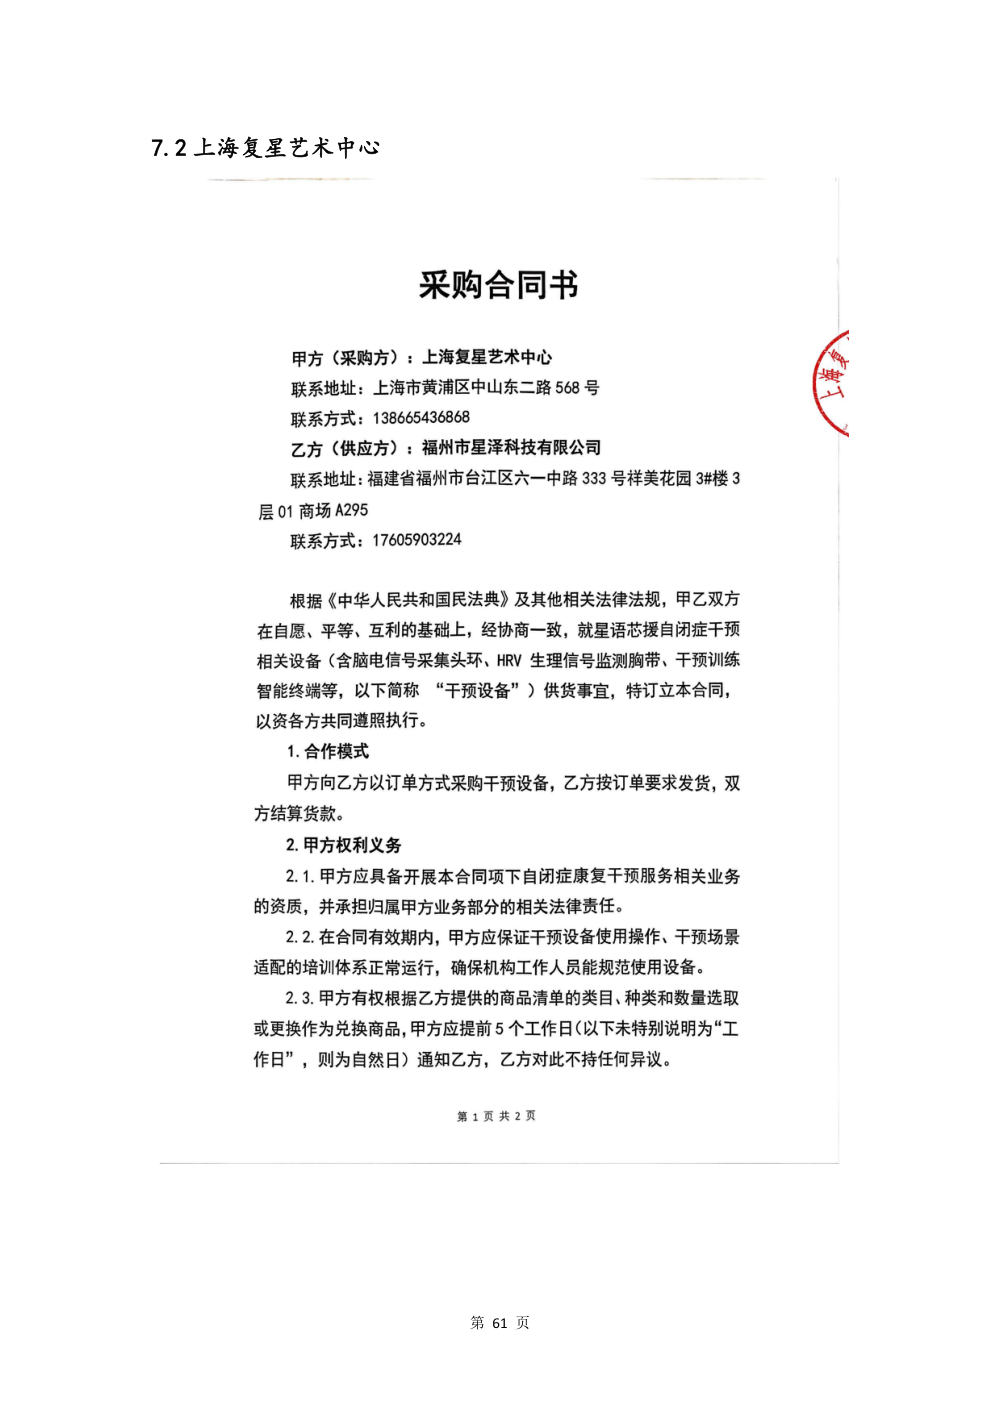 7.2 上海复星艺术中心
采购合同书
甲方（采购方）：上海复星艺术中心
联系地址：上海市黄浦区中山东二路 568 号
联系方式：138665436868
乙方（供应方）：福州市星泽科技有限公司
联系地址：福建省福州市台江区六一中路 333 号祥美花园 3#楼 3
层 01 商场 A295
联系方式：17605903224
根据《中华人民共和国民法典》及其他相关法律法规，甲乙双方
在自愿、平等、互利的基础上，经协商一致，就星语芯援自闭症干预
相关设备（含脑电信号采集头环、HRV 生理信号监测胸带、干预训练
智能终端等，以下简称 “干预设备”）供货事宜，特订立本合同，
以资各方共同遵照执行。
1.合作模式
甲方向乙方以订单方式采购干预设备，乙方按订单要求发货，双
方结算货款。
2.甲方权利义务
2.1.甲方应具备开展本合同项下自闭症康复干预服务相关业务
的资质，并承担归属甲方业务部分的相关法律责任。
2.2.在合同有效期内，甲方应保证干预设备使用操作、干预场景
适配的培训体系正常运行，确保机构工作人员能规范使用设备。
2.3.甲方有权根据乙方提供的商品清单的类目、种类和数量选取
或更换作为兑换商品，甲方应提前 5 个工作日（以下未特别说明为“工
作日”，则为自然日）通知乙方，乙方对此不持任何异议。
上海复
第 1 页 共 2 页
第 61 页